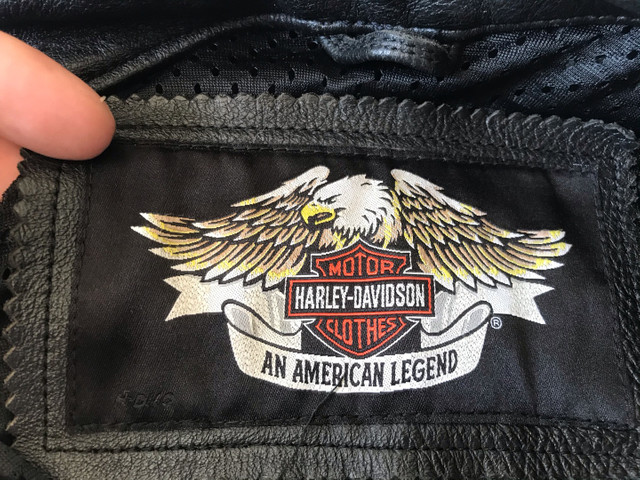 MOTOR
HARLEY-DAVIDSON
CLOTHES
®
AN AMERICAN LEGEND